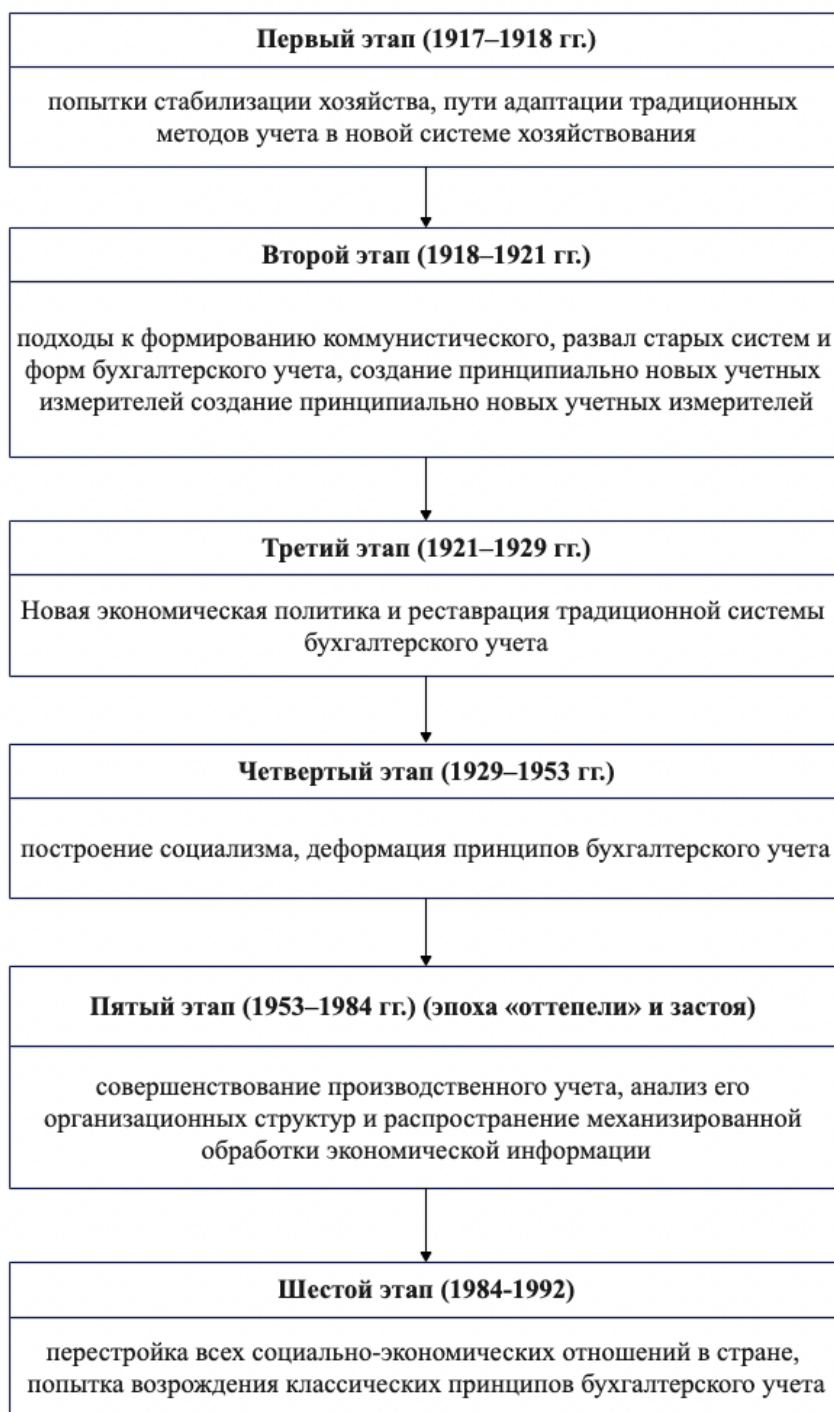 Первый этап (1917–1918 гг.)
попытки стабилизации хозяйства, пути адаптации традиционных
методов учета в новой системе хозяйствования
Второй этап (1918–1921 гг.)
подходы к формированию коммунистического, развал старых систем и
форм бухгалтерского учета, создание принципиально новых учетных
измерителей создание принципиально новых учетных измерителей
Третий этап (1921–1929 гг.)
Новая экономическая политика и реставрация традиционной системы
бухгалтерского учета
Четвертый этап (1929–1953 гг.)
построение социализма, деформация принципов бухгалтерского учета
Пятый этап (1953–1984 гг.) (эпоха «оттепели» и застоя)
совершенствование производственного учета, анализ его
организационных структур и распространение механизированной
обработки экономической информации
Шестой этап (1984-1992)
перестройка всех социально-экономических отношений в стране,
попытка возрождения классических принципов бухгалтерского учета